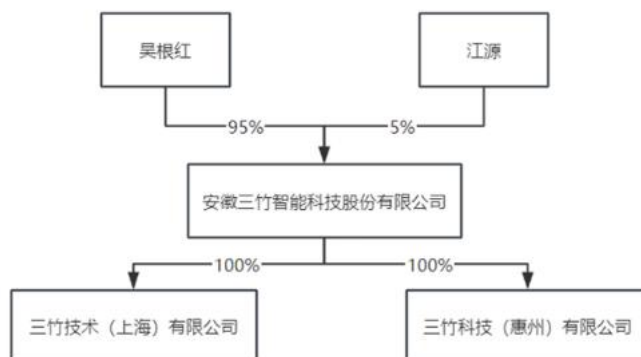 吴根红
江源
95%
5%
安徽三竹智能科技股份有限公司
100%
100%
三竹技术（上海）有限公司
三竹科技（惠州）有限公司